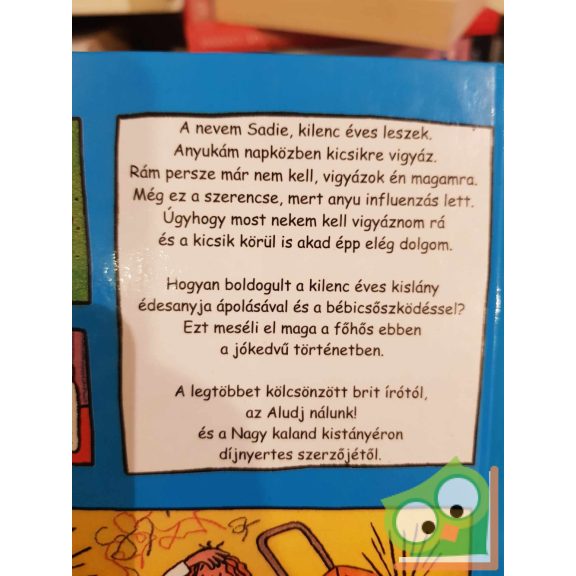 A nevem Sadie, kilenc éves leszek.
Anyukám napközben kicsikre vigyáz.
Rám persze már nem kell, vigyázok én magamra.
Még ez a szerencse, mert anyu influenzás lett.
Úgyhogy most nekem kell vigyáznom rá
és a kicsik körül is akad épp elég dolgom.
Hogyan boldogult a kilenc éves kislány
édesanyja ápolásával és a bébicsőszködéssel?
Ezt meséli el maga a főhős ebben
a jókedvű történetben.
A legtöbbet kölcsönzött brit írótól,
az Aludj nálunk!
és a Nagy kaland kistányéron
díjnyertes szerzőjétől.